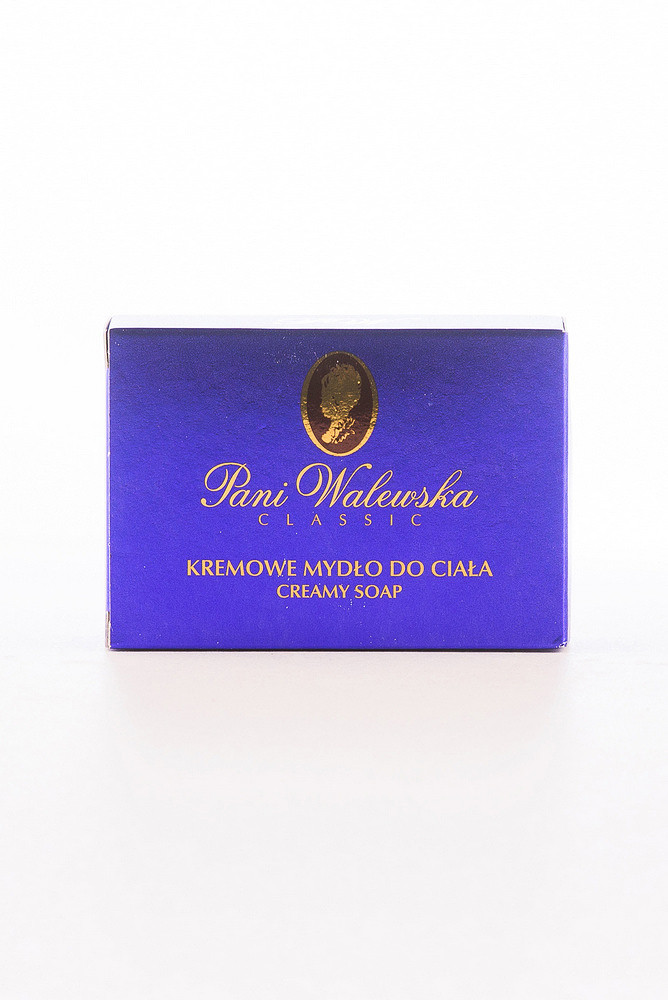 Pani Walewska
CLASSIC
KREMOWE MYDŁO DO CIAŁA
CREAMY SOAP